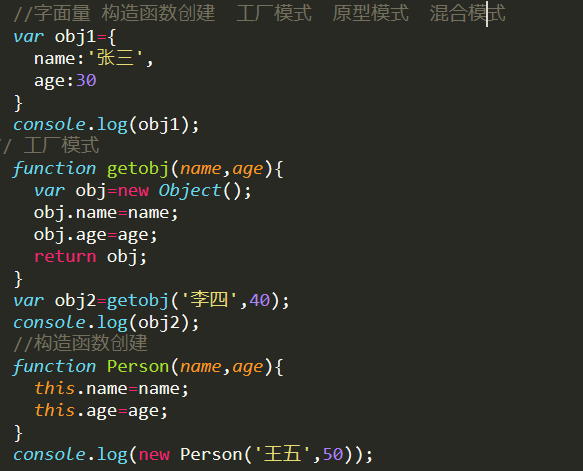 //字面量 构造函数创建  工厂模式  原型模式  混合模式
var obj1={
  name:'张三',
  age:30
}
console.log(obj1);
// 工厂模式
function getobj(name,age){
  var obj=new Object();
  obj.name=name;
  obj.age=age;
  return obj;
}
var obj2=getobj('李四',40);
console.log(obj2);
//构造函数创建
function Person(name,age){
  this.name=name;
  this.age=age;
}
console.log(new Person('王五',50));